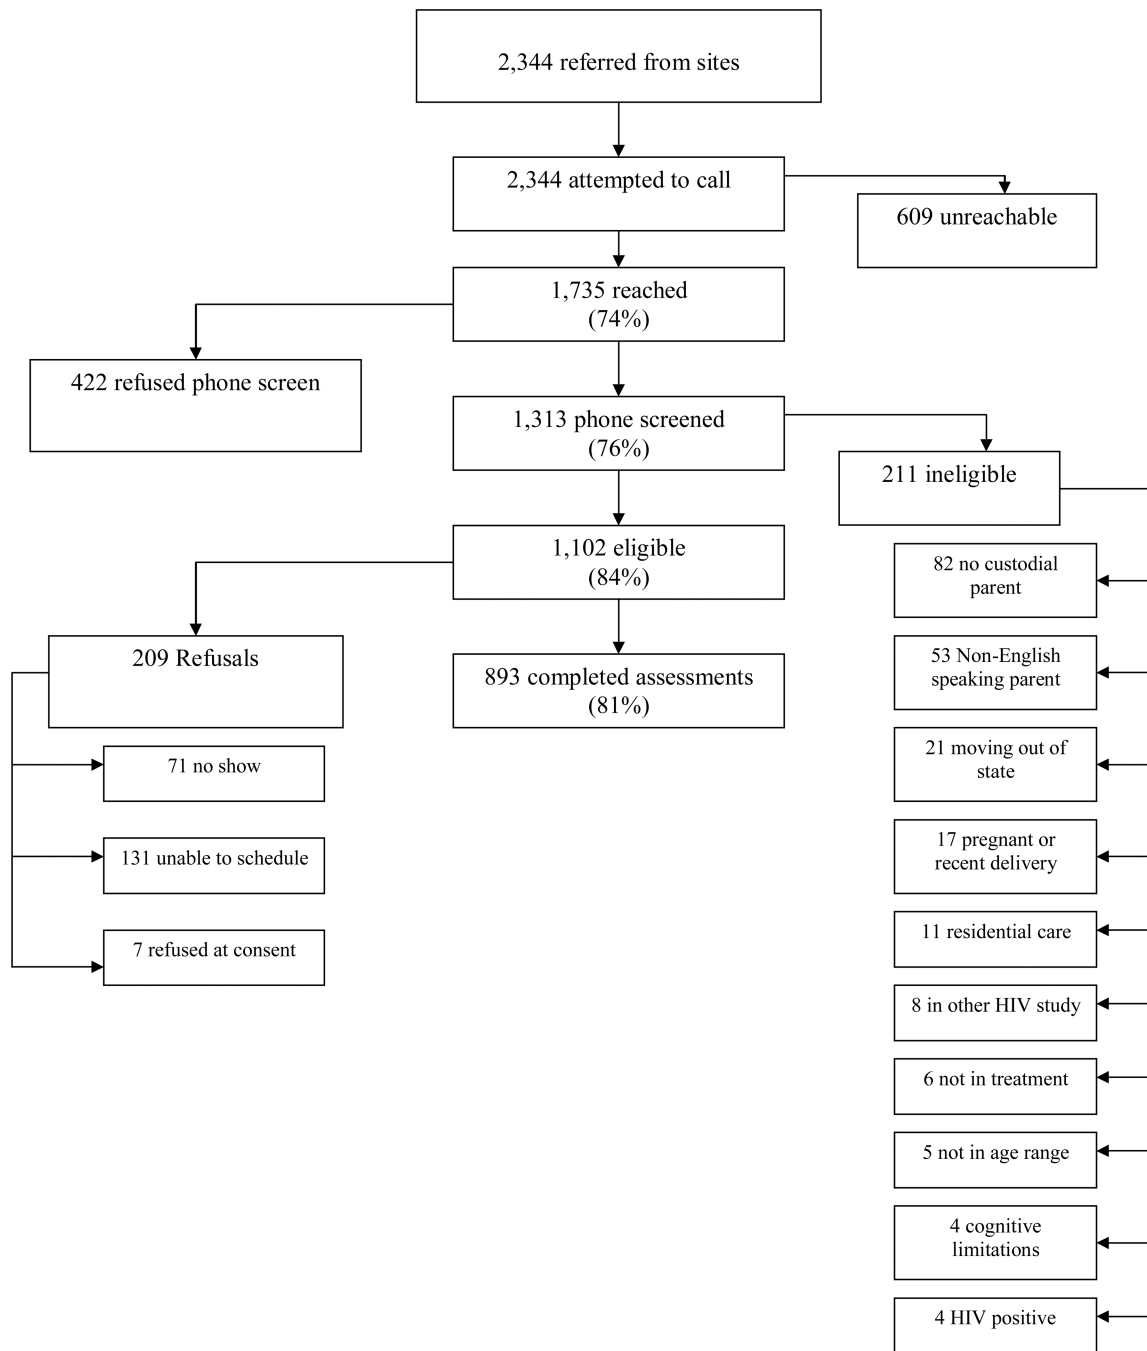 2,344 referred from sites
2,344 attempted to call
609 unreachable
1,735 reached
(74%)
422 refused phone screen
1,313 phone screened
(76%)
211 ineligible
1,102 eligible
(84%)
82 no custodial
parent
209 Refusals
893 completed assessments
(81%)
53 Non-English
speaking parent
71 no show
21 moving out of
state
131 unable to schedule
17 pregnant or
recent delivery
7 refused at consent
11 residential care
8 in other HIV study
6 not in treatment
5 not in age range
4 cognitive
limitations
4 HIV positive